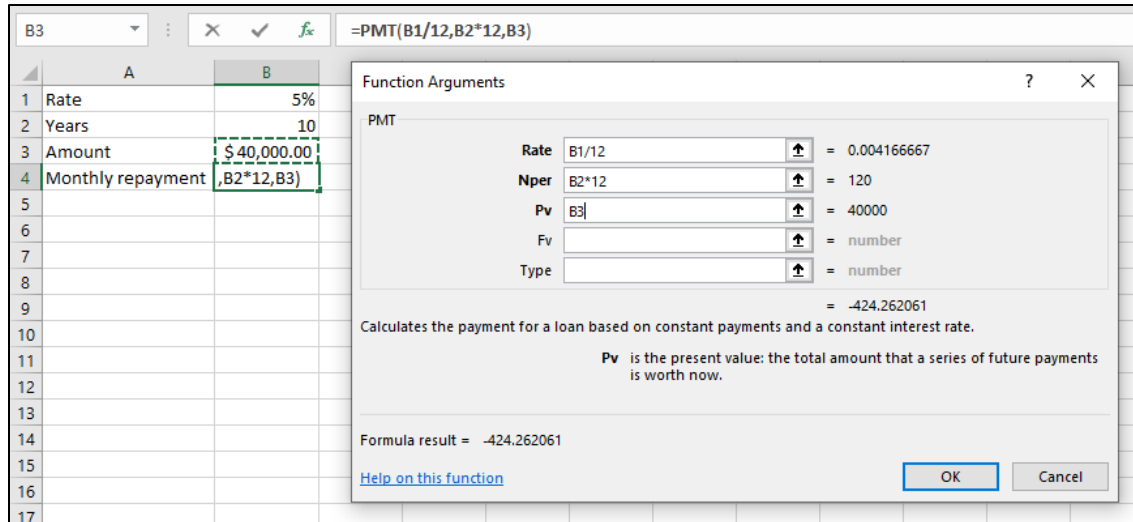 B3 fx =PMT(B1/12,B2*12,B3)
A B
1 Rate 5%
2 Years 10
3 Amount $ 40,000.00
4 Monthly repayment ,B2*12,B3)
5
6
7
8
9
10
11
12
13
14
15
16
17
Function Arguments ? ×
PMT
Rate B1/12 = 0.004166667
Nper B2*12 = 120
Pv B3 = 40000
Fv = number
Type = number
= -424.262061
Calculates the payment for a loan based on constant payments and a constant interest rate.
Pv is the present value: the total amount that a series of future payments
is worth now.
Formula result = -424.262061
Help on this function OK Cancel